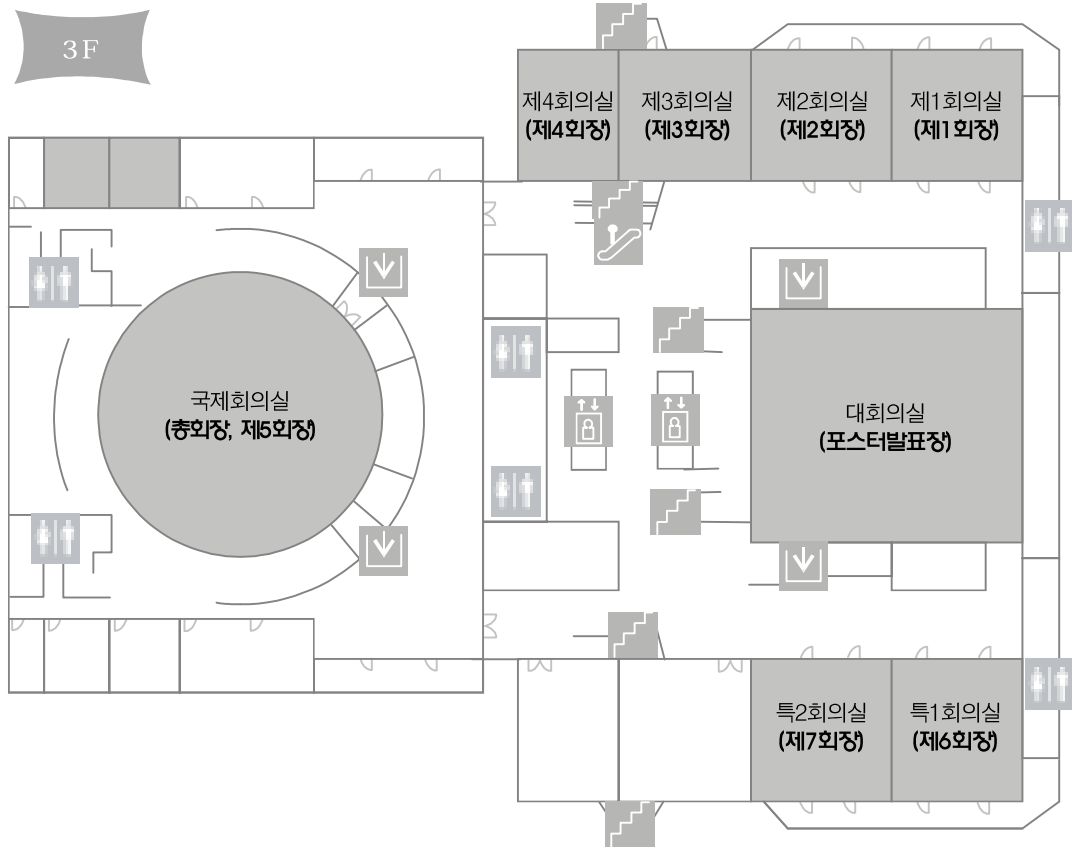 3F
제4회의실
(제4회장)
제3회의실
(제3회장)
제2회의실
(제2회장)
제1회의실
(제1회장)
국제회의실
(총회장, 제5회장)
대회의실
(포스터발표장)
특2회의실
(제7회장)
특1회의실
(제6회장)